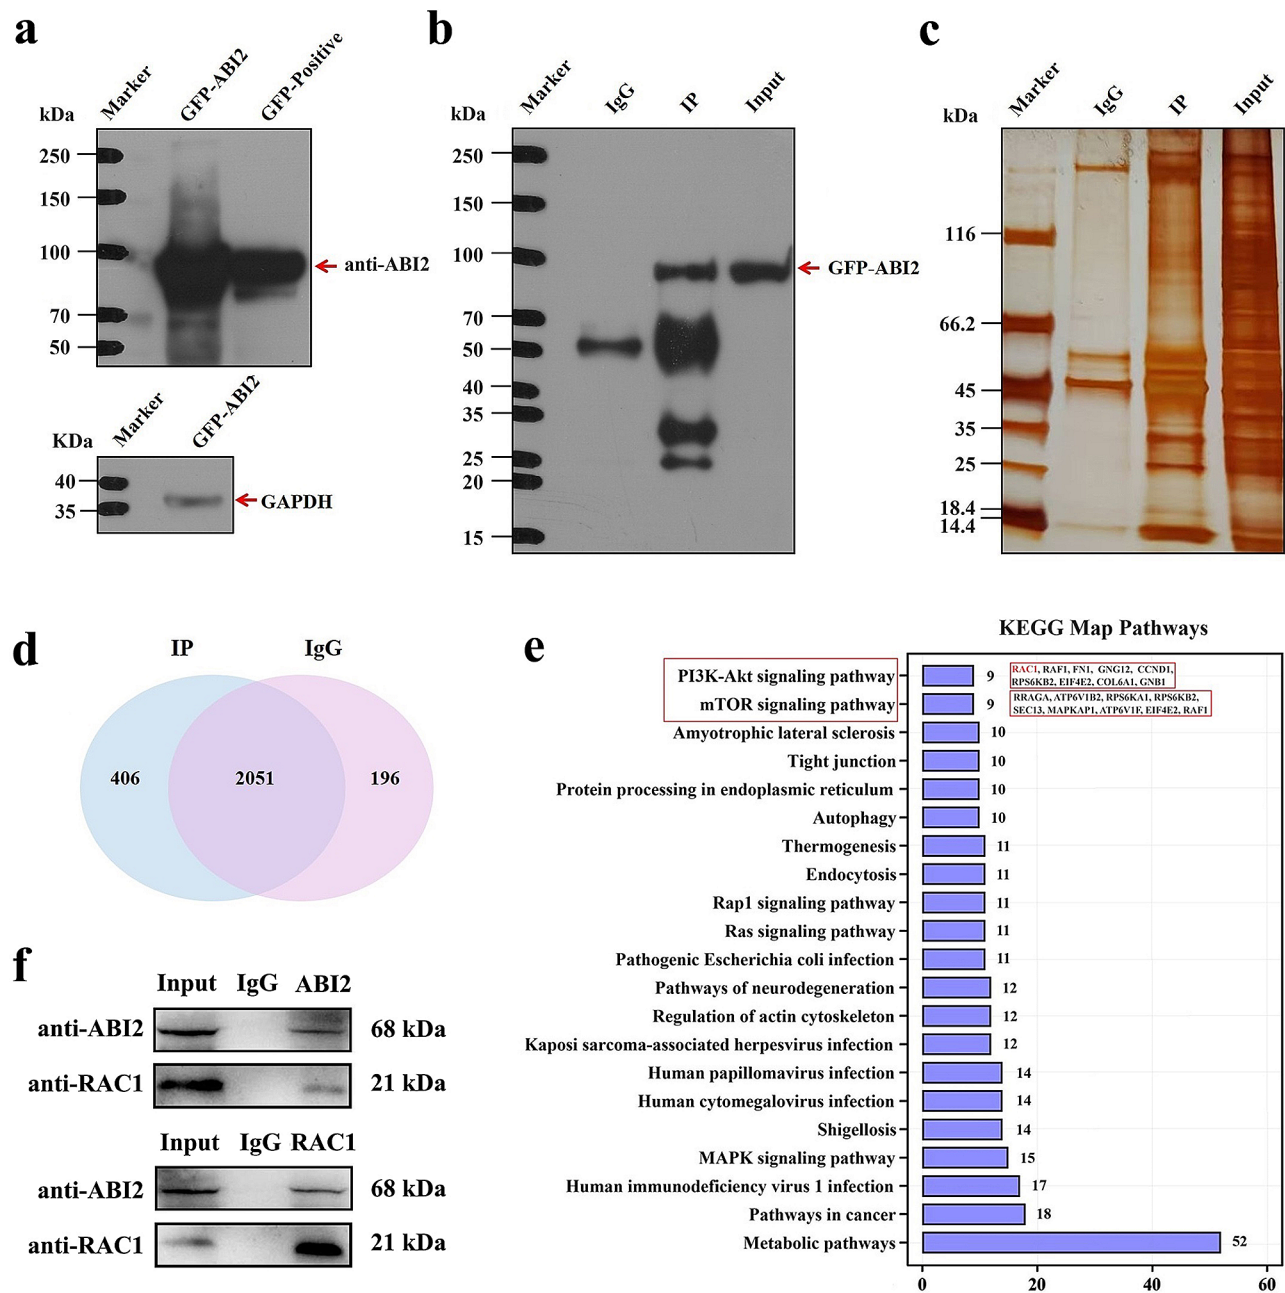 a
Marker
GFP-ABI2
GFP-Positive
kDa
250
150
100
70
50
anti-ABI2
Marker
GFP-ABI2
KDa
40
35
GAPDH
b
Marker
IgG
IP
Input
kDa
250
150
100
70
50
40
35
25
20
15
GFP-ABI2
c
Marker
IgG
IP
Input
kDa
116
66.2
45
35
25
18.4
14.4
d
IP
IgG
406
2051
196
e
KEGG Map Pathways
PI3K-Akt signaling pathway
9
RAC1, RAF1, FN1, GNG12, CCND1,
RPS6KB2, EIF4E2, COL6A1, GNB1
mTOR signaling pathway
9
RRAGA, ATP6V1B2, RPS6KA1, RPS6KB2,
SEC13, MAPKAP1, ATP6V1F, EIF4E2, RAF1
Amyotrophic lateral sclerosis
10
Tight junction
10
Protein processing in endoplasmic reticulum
10
Autophagy
10
Thermogenesis
11
Endocytosis
11
Rap1 signaling pathway
11
Ras signaling pathway
11
Pathogenic Escherichia coli infection
11
Pathways of neurodegeneration
12
Regulation of actin cytoskeleton
12
Kaposi sarcoma-associated herpesvirus infection
12
Human papillomavirus infection
14
Human cytomegalovirus infection
14
Shigellosis
14
MAPK signaling pathway
15
Human immunodeficiency virus 1 infection
17
Pathways in cancer
18
Metabolic pathways
52
0 20 40 60
f
Input IgG ABI2
anti-ABI2 68 kDa
anti-RAC1 21 kDa
Input IgG RAC1
anti-ABI2 68 kDa
anti-RAC1 21 kDa